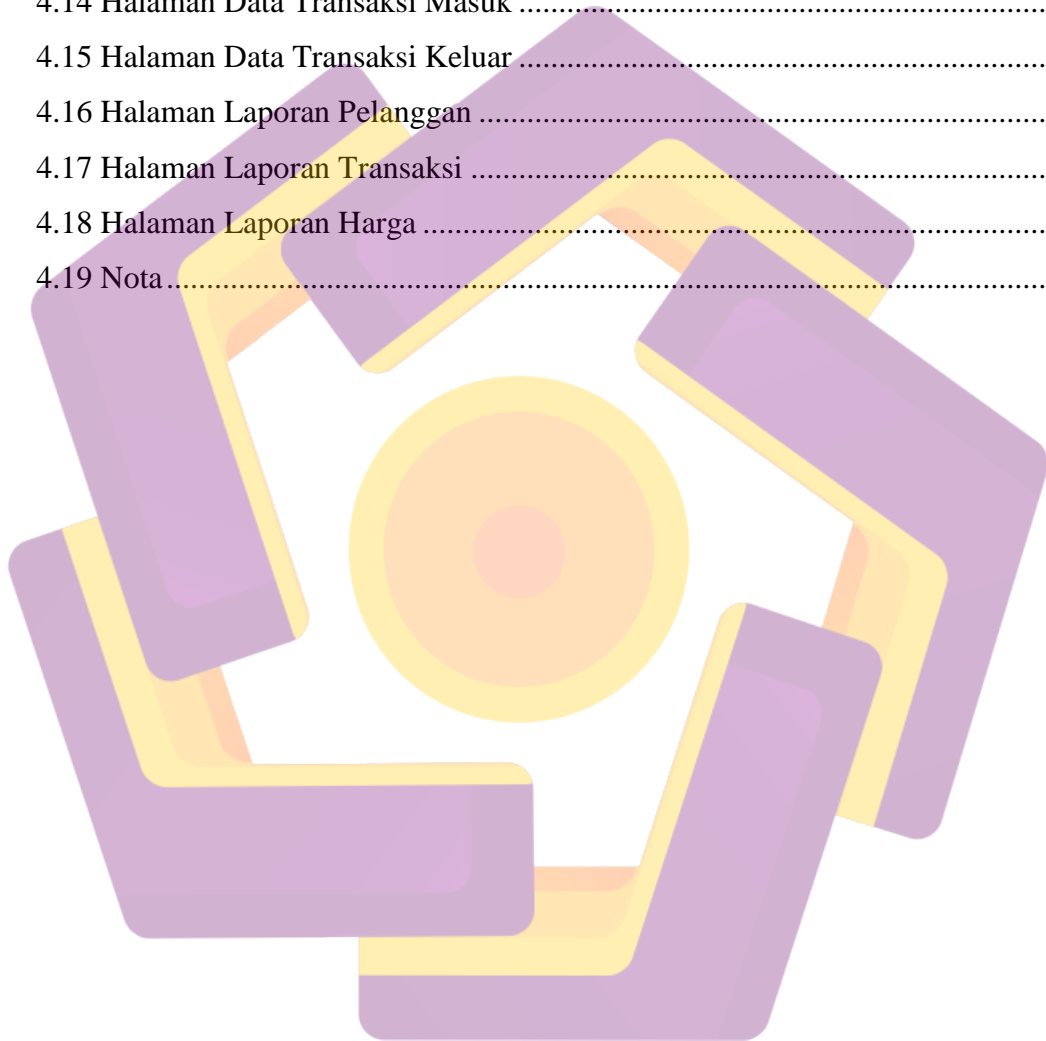 4.14 Halaman Data Transaksi Masuk ..................................................................
4.15 Halaman Data Transaksi Keluar ..................................................................
4.16 Halaman Laporan Pelanggan .......................................................................
4.17 Halaman Laporan Transaksi ........................................................................
4.18 Halaman Laporan Harga ..............................................................................
4.19 Nota ..............................................................................................................